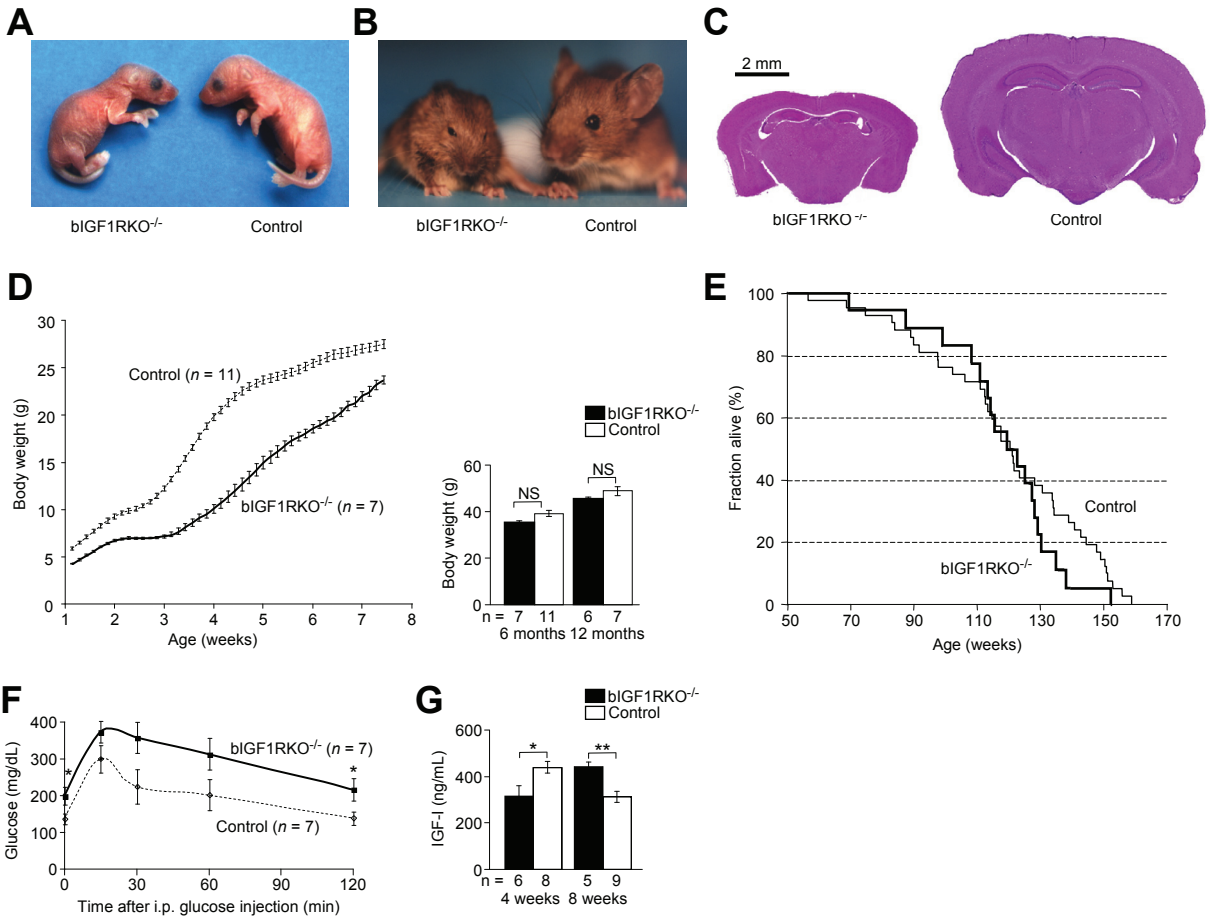 A
bIGF1RKO-/-
Control
B
bIGF1RKO-/-
Control
C
2 mm
bIGF1RKO-/-
Control
D
30
25
20
15
10
5
0
Body weight (g)
Control (n = 11)
bIGF1RKO-/- (n = 7)
1 2 3 4 5 6 7 8
Age (weeks)
bIGF1RKO-/-
Control
60
40
20
0
Body weight (g)
NS
NS
n = 7 11 6 7
6 months 12 months
E
100
80
60
40
20
0
Fraction alive (%)
Control
bIGF1RKO-/-
50 70 90 110 130 150 170
Age (weeks)
F
400
300
200
100
0
Glucose (mg/dL)
bIGF1RKO-/- (n = 7)
*
*
Control (n = 7)
0 30 60 90 120
Time after i.p. glucose injection (min)
G
bIGF1RKO-/-
Control
600
400
200
0
IGF-I (ng/mL)
* **
n = 6 8 5 9
4 weeks 8 weeks